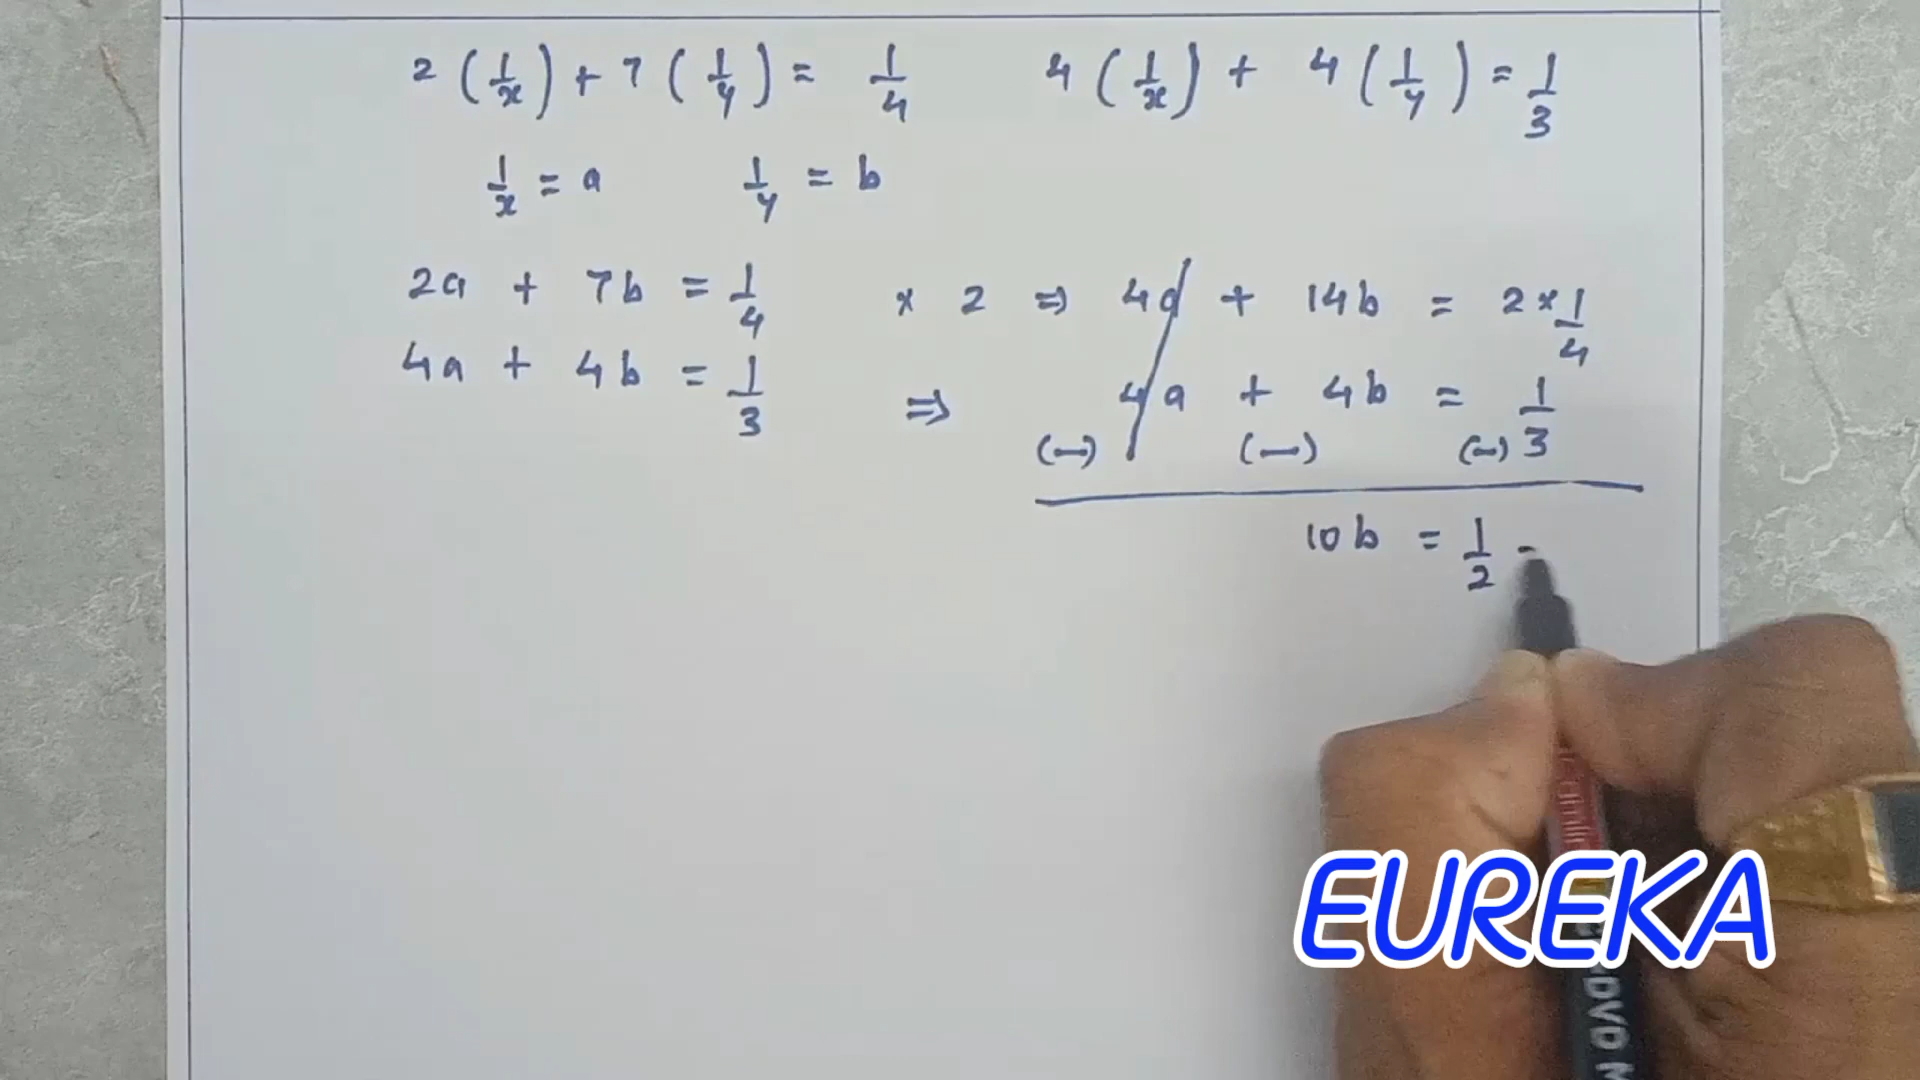 2 (1/x) + 7 (1/y) = 1/4    4 (1/x) + 4 (1/y) = 1/3
1/x = a    1/y = b
2a + 7b = 1/4    × 2 ⇒ 4a + 14b = 2 × 1/4
4a + 4b = 1/3    ⇒ 4a + 4b = 1/3
(−) (−) (−)
10b = 1/2 -
EUREKA